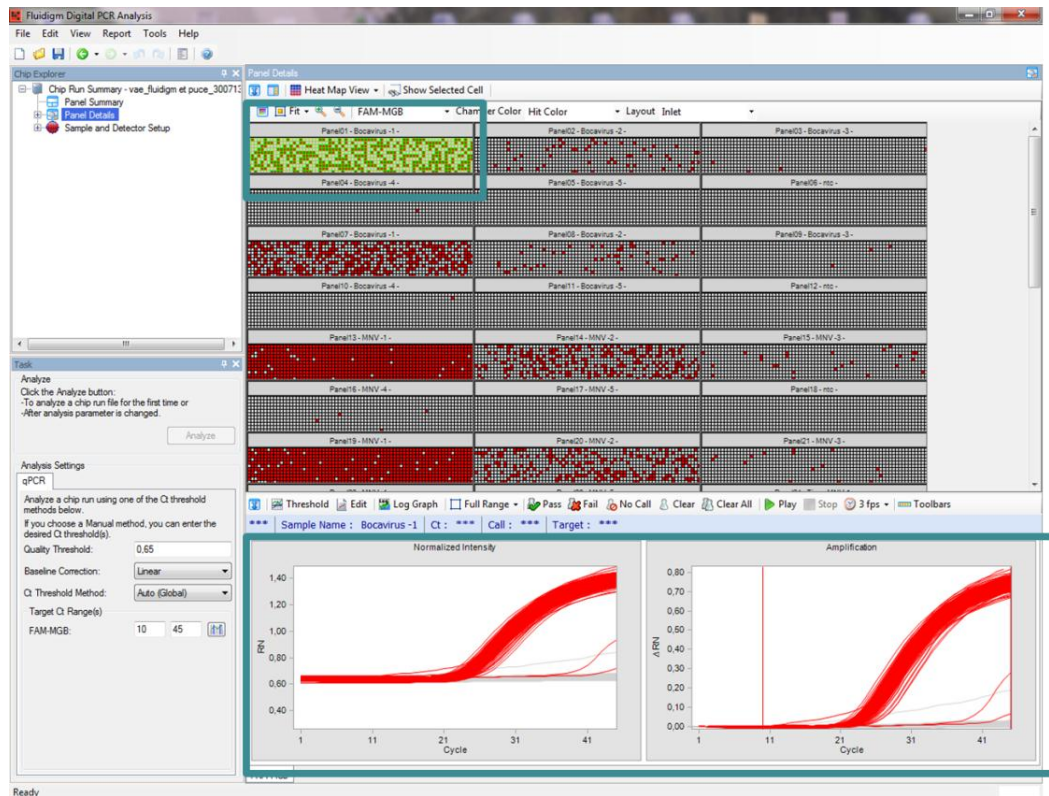 Fluidigm Digital PCR Analysis
File Edit View Report Tools Help
Chip Explorer
Chip Run Summary - vae_fluidigm et puce_300713
Panel Summary
Panel Details
Sample and Detector Setup
Task
Analyze
Click the Analyze button:
-To analyze a chip run file for the first time or
-After analysis parameter is changed.
Analyze
Analysis Settings
qPCR
Analyze a chip run using one of the Ct threshold
methods below.
If you choose a Manual method, you can enter the
desired Ct threshold(s).
Quality Threshold: 0,65
Baseline Correction: Linear
Ct Threshold Method: Auto (Global)
Target Ct Range(s)
FAM-MGB: 10 45
Ready
Panel Details
Heat Map View Show Selected Cell
Fit FAM-MGB Chamber Color Hit Color Layout Inlet
Panel01 - Bocavirus -1 - Panel02 - Bocavirus -2 - Panel03 - Bocavirus -3 -
Panel04 - Bocavirus -4 - Panel05 - Bocavirus -5 - Panel06 - ntc -
Panel07 - Bocavirus -1 - Panel08 - Bocavirus -2 - Panel09 - Bocavirus -3 -
Panel10 - Bocavirus -4 - Panel11 - Bocavirus -5 - Panel12 - ntc -
Panel13 - MNV -1 - Panel14 - MNV -2 - Panel15 - MNV -3 -
Panel16 - MNV -4 - Panel17 - MNV -5 - Panel18 - ntc -
Panel19 - MNV -1 - Panel20 - MNV -2 - Panel21 - MNV -3 -
Threshold Edit Log Graph Full Range Pass Fail No Call Clear Clear All Play Stop 3 fps Toolbars
*** Sample Name : Bocavirus -1 Ct : *** Call : *** Target : ***
Normalized Intensity
RN
1,40
1,20
1,00
0,80
0,60
0,40
1 11 21 31 41
Cycle
Amplification
ΔRN
0,80
0,70
0,60
0,50
0,40
0,30
0,20
0,10
0,00
1 11 21 31 41
Cycle